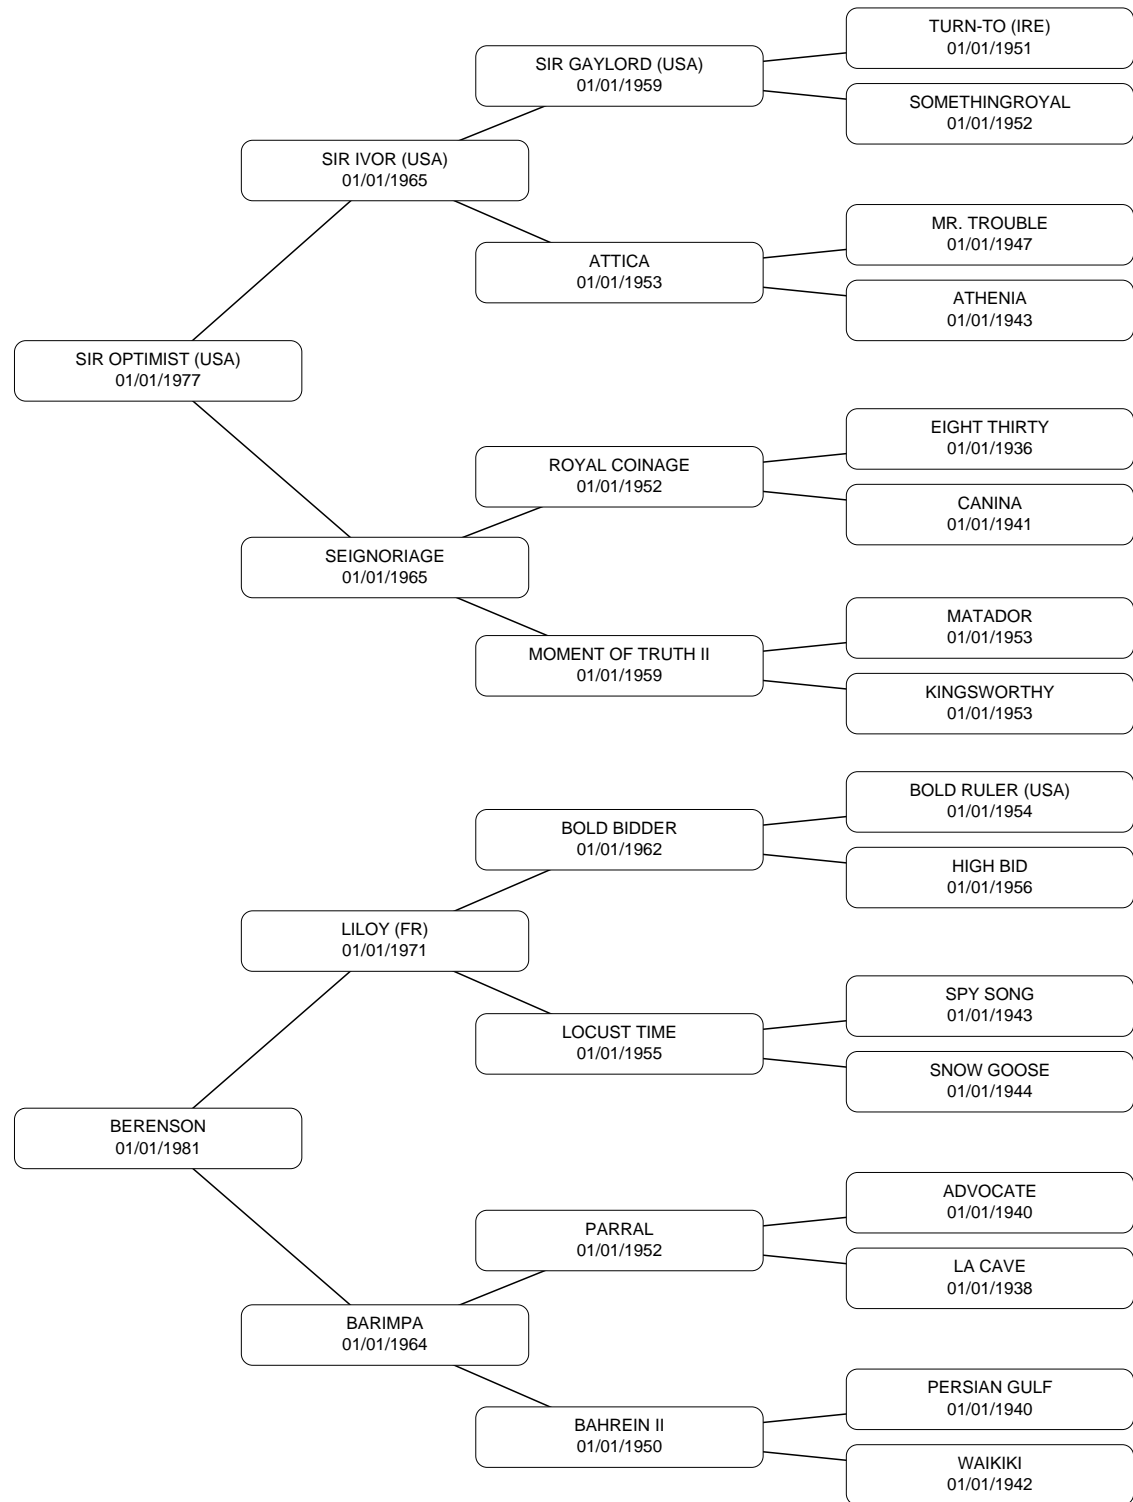 TURN-TO (IRE)
01/01/1951
SIR GAYLORD (USA)
01/01/1959
SOMETHINGROYAL
01/01/1952
SIR IVOR (USA)
01/01/1965
MR. TROUBLE
01/01/1947
ATTICA
01/01/1953
ATHENIA
01/01/1943
SIR OPTIMIST (USA)
01/01/1977
EIGHT THIRTY
01/01/1936
ROYAL COINAGE
01/01/1952
CANINA
01/01/1941
SEIGNORIAGE
01/01/1965
MATADOR
01/01/1953
MOMENT OF TRUTH II
01/01/1959
KINGSWORTHY
01/01/1953
BOLD RULER (USA)
01/01/1954
BOLD BIDDER
01/01/1962
HIGH BID
01/01/1956
LILOY (FR)
01/01/1971
SPY SONG
01/01/1943
LOCUST TIME
01/01/1955
SNOW GOOSE
01/01/1944
BERENSON
01/01/1981
ADVOCATE
01/01/1940
PARRAL
01/01/1952
LA CAVE
01/01/1938
BARIMPA
01/01/1964
PERSIAN GULF
01/01/1940
BAHREIN II
01/01/1950
WAIKIKI
01/01/1942